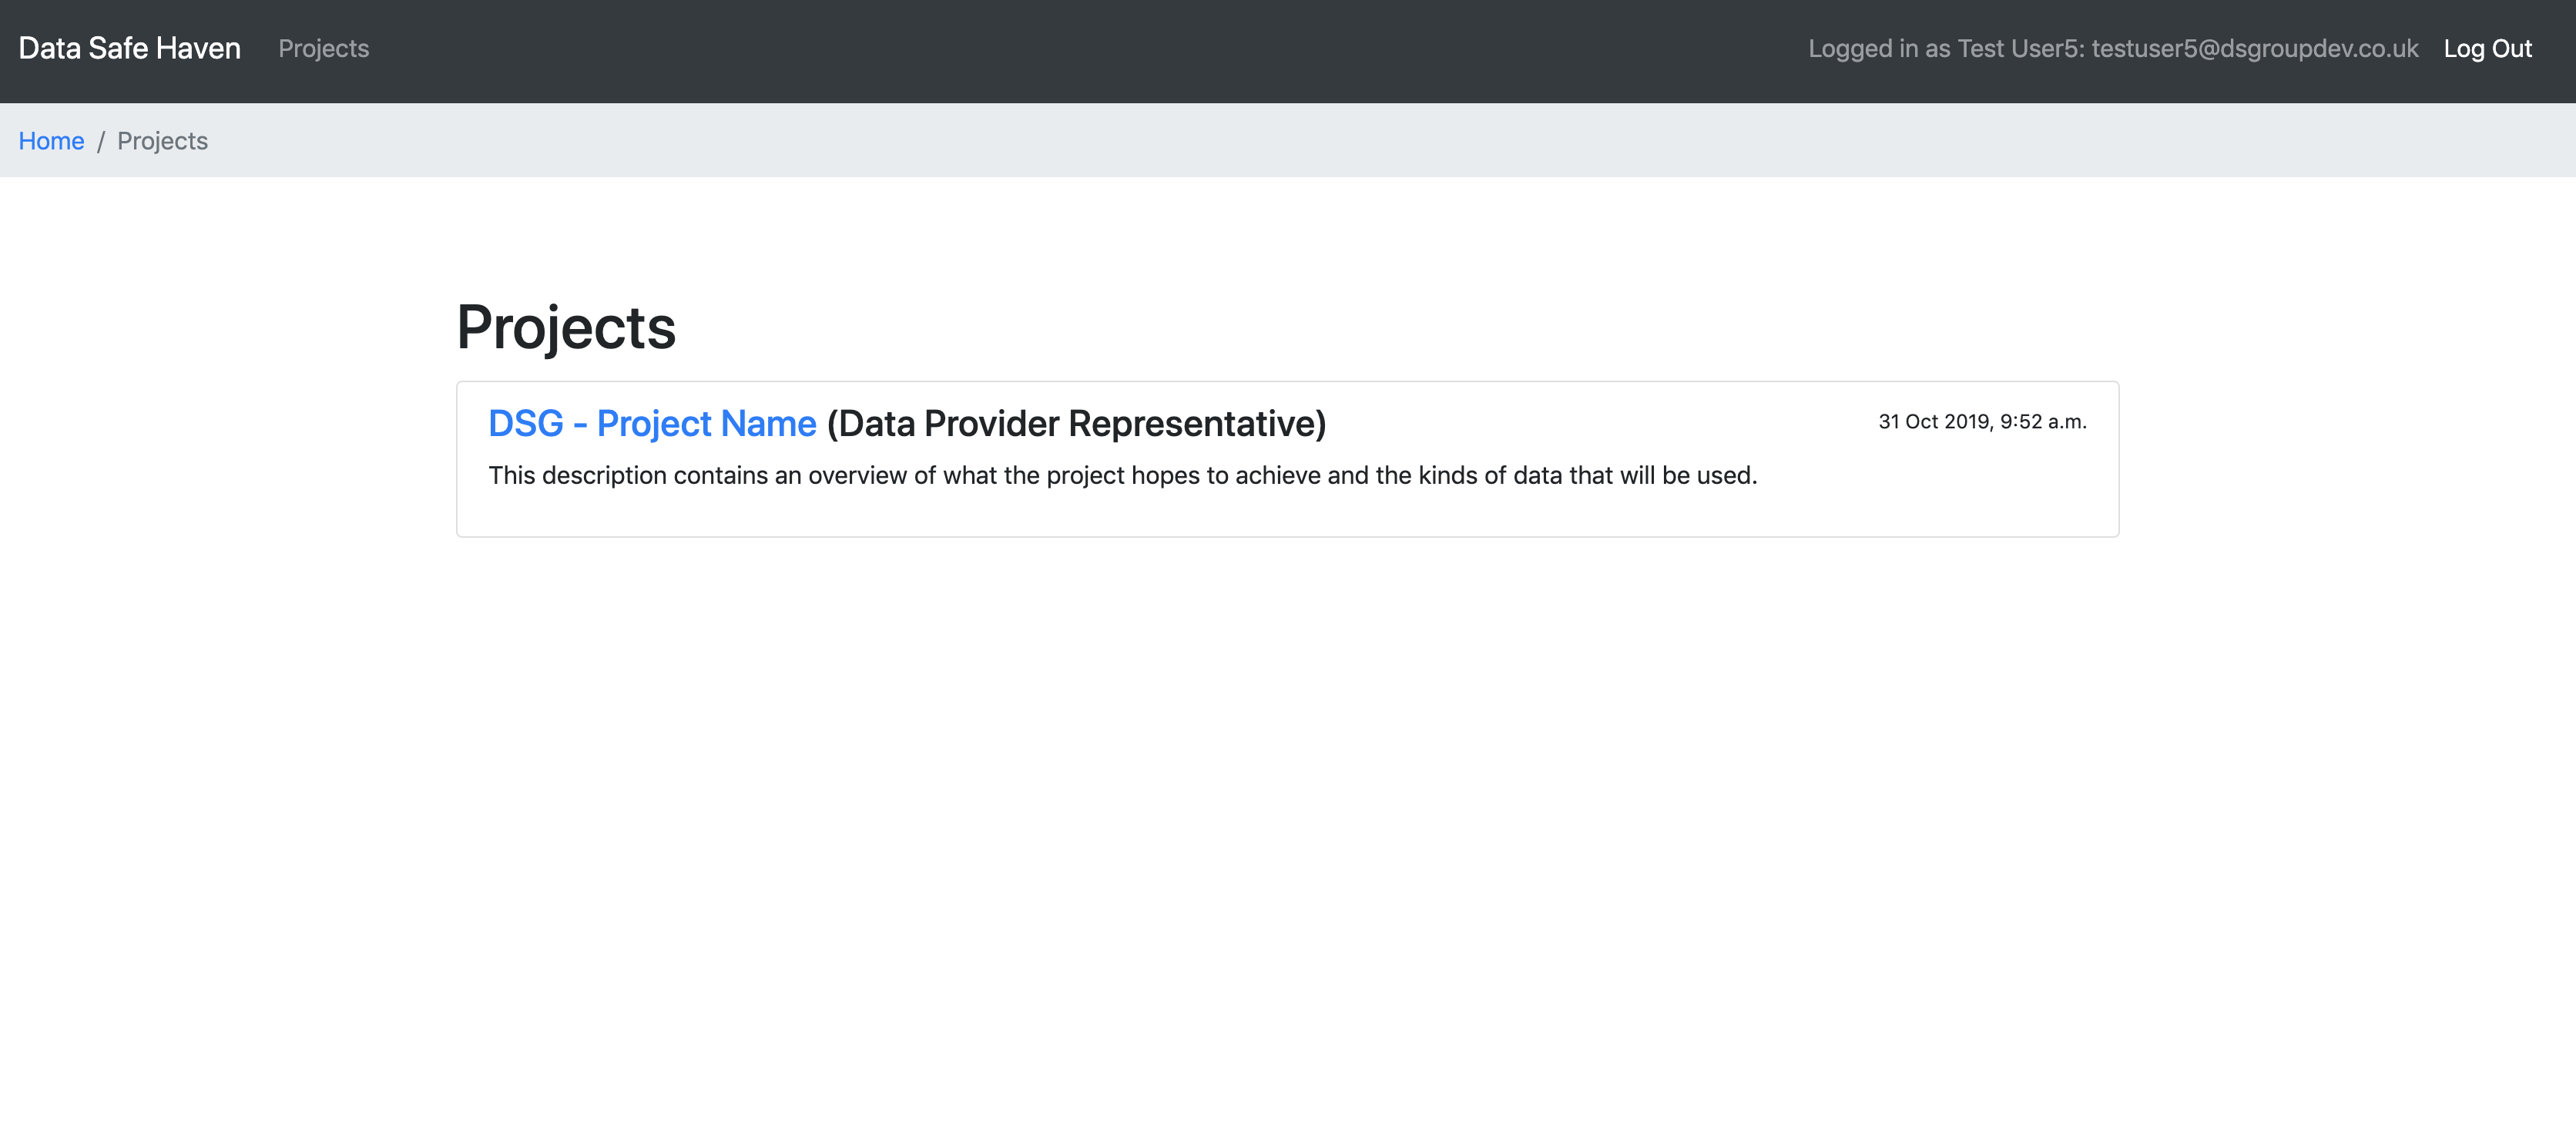 Data Safe Haven Projects Logged in as Test User5: testuser5@dsgroupdev.co.uk Log Out
Home / Projects
Projects
DSG - Project Name (Data Provider Representative) 31 Oct 2019, 9:52 a.m.
This description contains an overview of what the project hopes to achieve and the kinds of data that will be used.